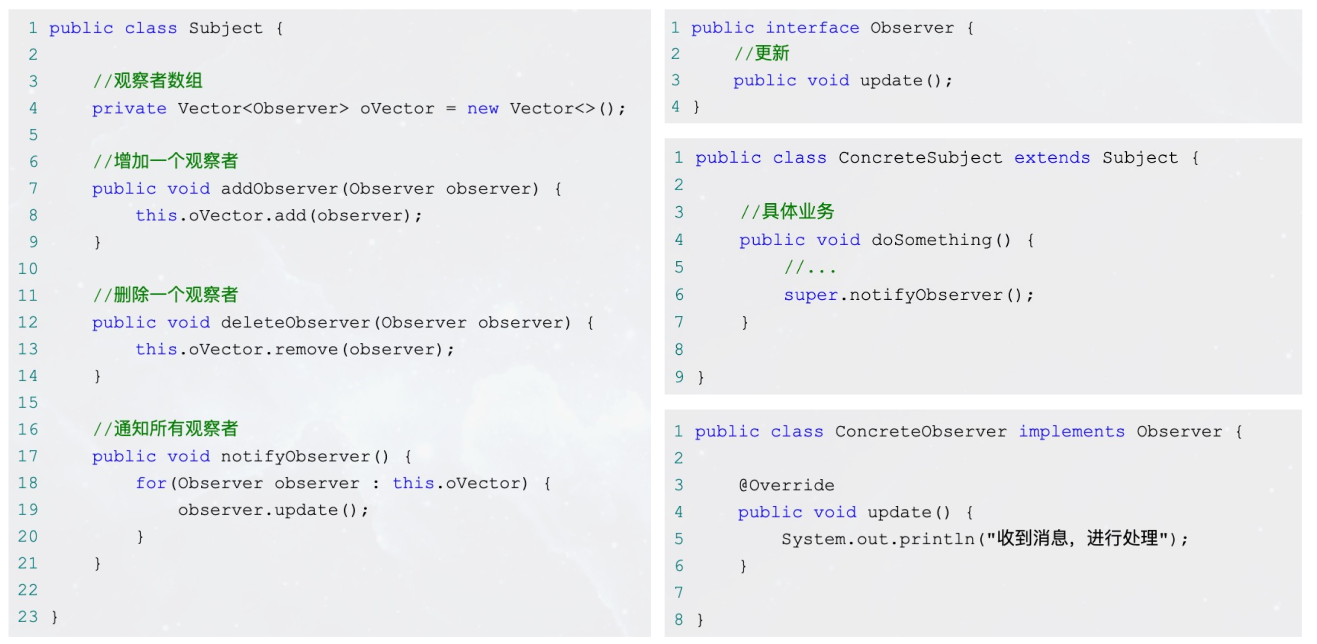 1 public class Subject {
2
3     //观察者数组
4     private Vector<Observer> oVector = new Vector<>();
5
6     //增加一个观察者
7     public void addObserver(Observer observer) {
8         this.oVector.add(observer);
9     }
10
11     //删除一个观察者
12     public void deleteObserver(Observer observer) {
13         this.oVector.remove(observer);
14     }
15
16     //通知所有观察者
17     public void notifyObserver() {
18         for(Observer observer : this.oVector) {
19             observer.update();
20         }
21     }
22
23 }
1 public interface Observer {
2     //更新
3     public void update();
4 }
1 public class ConcreteSubject extends Subject {
2
3     //具体业务
4     public void doSomething() {
5         //...
6         super.notifyObserver();
7     }
8
9 }
1 public class ConcreteObserver implements Observer {
2
3     @Override
4     public void update() {
5         System.out.println("收到消息，进行处理");
6     }
7
8 }